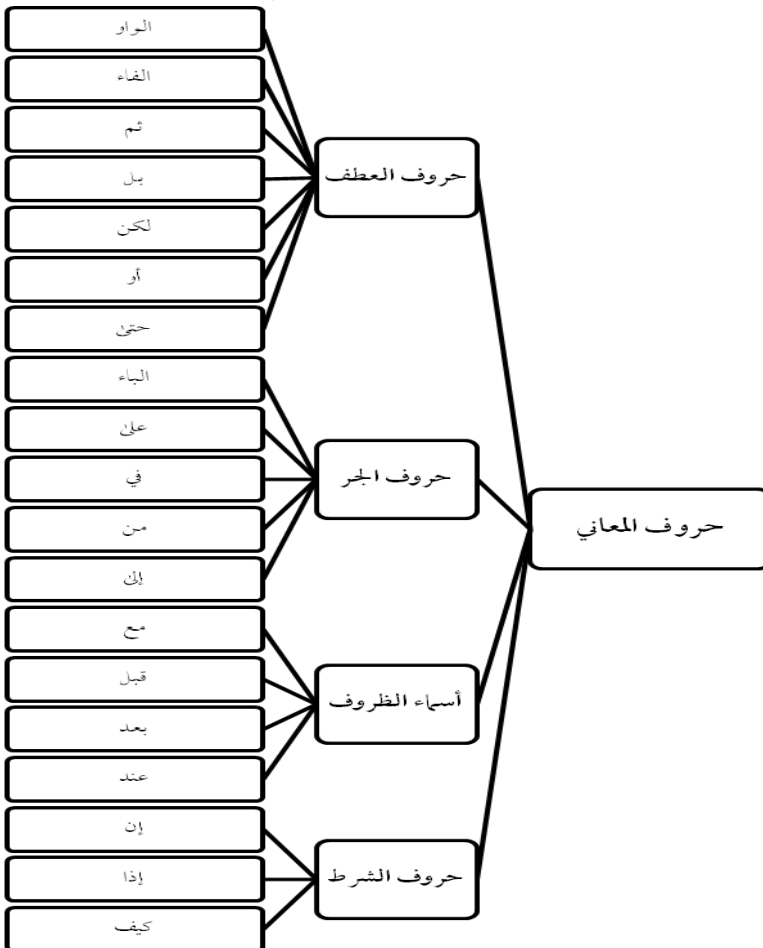 حروف المعاني
حروف العطف
الواو
الفاء
ثم
بل
لكن
أو
حتىٰ
حروف الجر
الباء
علىٰ
في
من
إلىٰ
أسماء الظروف
مع
قبل
بعد
عند
حروف الشرط
إن
إذا
كيف